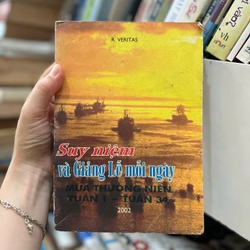 R. VERITAS
Suy niệm
và Giảng Lễ mỗi ngày
MÙA THƯỜNG NIÊN
TUẦN 1 - TUẦN 34
2002